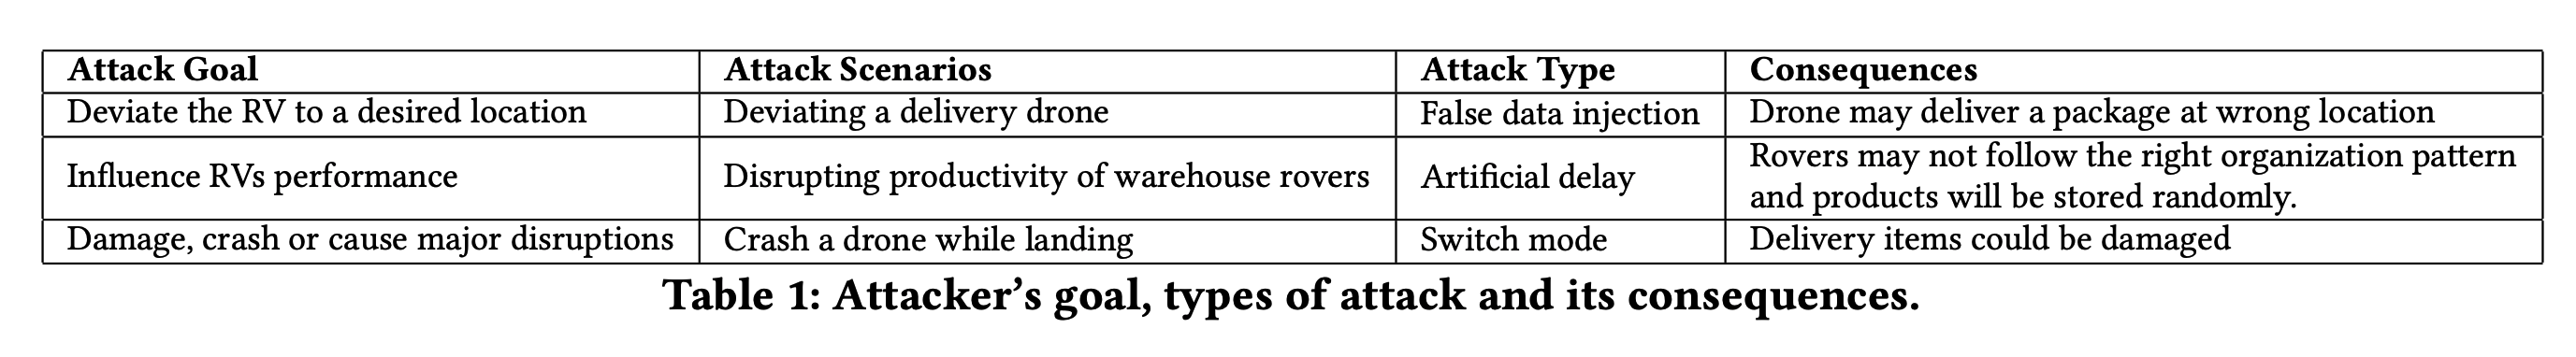 Attack Goal Attack Scenarios Attack Type Consequences
Deviate the RV to a desired location Deviating a delivery drone False data injection Drone may deliver a package at wrong location
Influence RVs performance Disrupting productivity of warehouse rovers Artificial delay Rovers may not follow the right organization pattern
and products will be stored randomly.
Damage, crash or cause major disruptions Crash a drone while landing Switch mode Delivery items could be damaged
Table 1: Attacker’s goal, types of attack and its consequences.